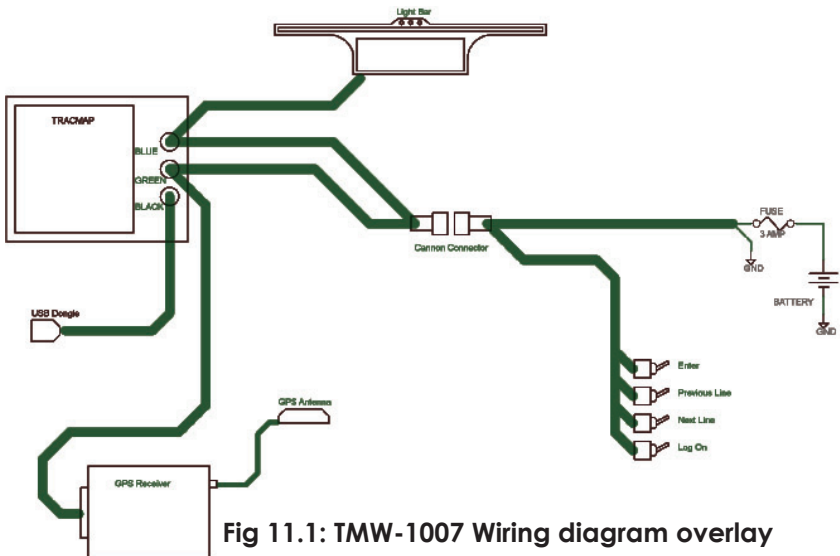 Light Bar
TRACMAP
BLUE
GREEN
BLACK
FUSE
3 AMP
Cannon Connector
GND
BATTERY
USB Dongle
GND
Enter
Previous Line
GPS Antenna
Next Line
Log On
GPS Receiver
Fig 11.1: TMW-1007 Wiring diagram overlay